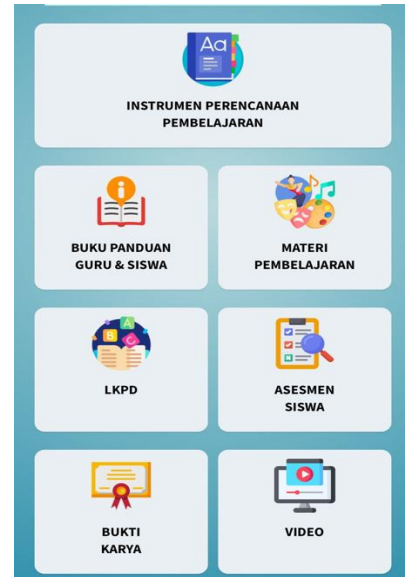 Aa
INSTRUMEN PERENCANAAN
PEMBELAJARAN
BUKU PANDUAN
GURU & SISWA
MATERI
PEMBELAJARAN
A
B
C
LKPD
ASESMEN
SISWA
BUKTI
KARYA
VIDEO